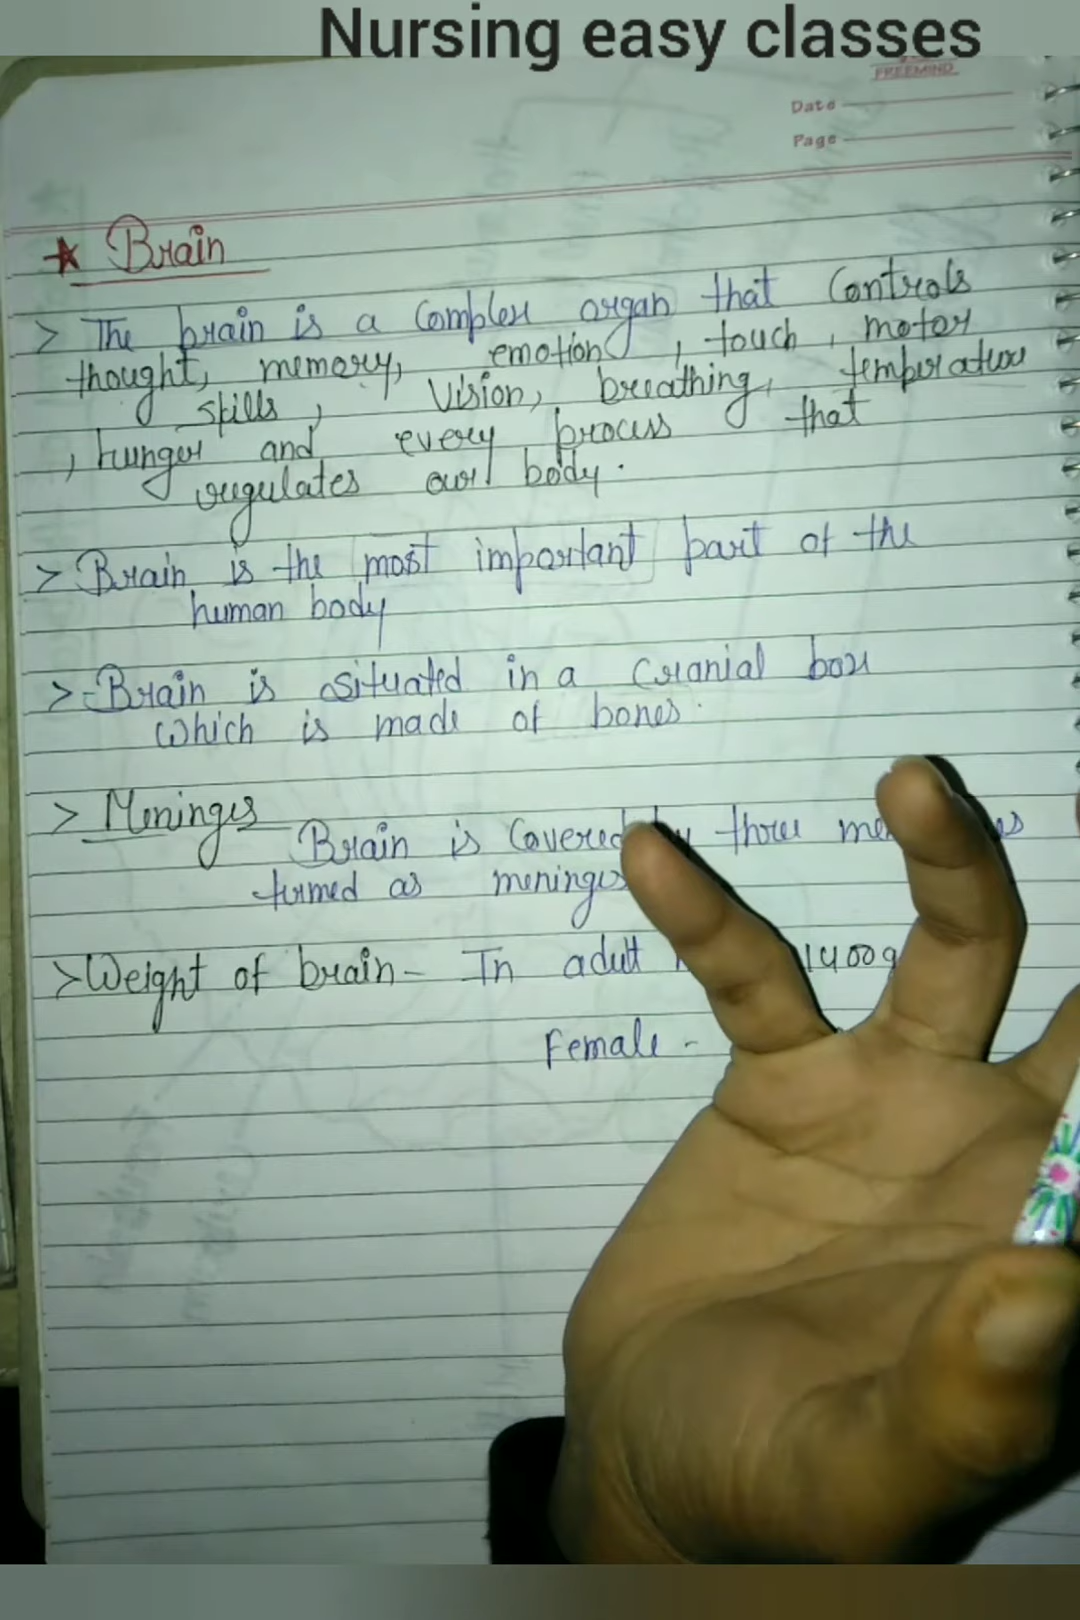 Nursing easy classes
FREEMIND
Date
Page
★ Brain
> The brain is a complex organ that controls
thought, memory, emotion, touch, motor
skills, vision, breathing, temperature
, hunger and every process that
regulates our body.
> Brain is the most important part of the
human body
> - Brain is situated in a cranial box
which is made of bones.
> Meninges
Brain is covered by three
termed as meninges
> Weight of brain - In adult 1400g
Female -